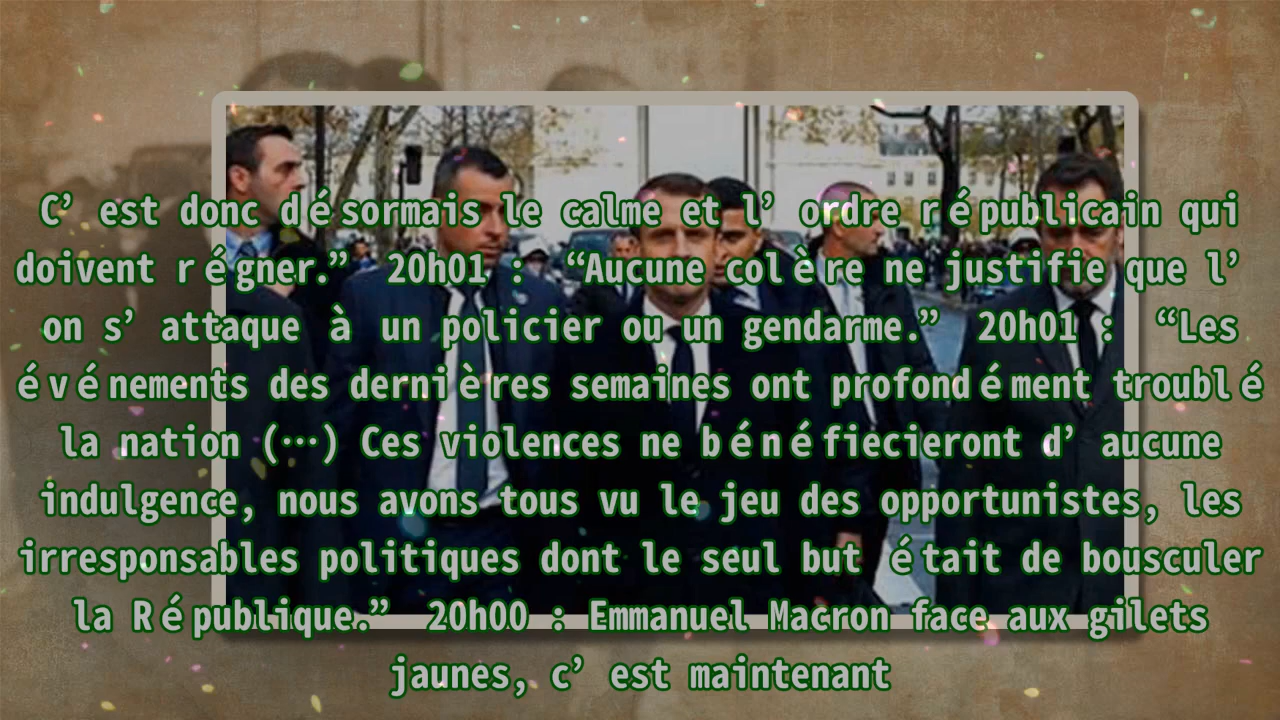 C’ est donc désormais le calme et l’ ordre républicain qui
doivent régner.” 20h01 : “Aucune colère ne justifie que l’
on s’ attaque à un policier ou un gendarme.” 20h01 : “Les
événements des dernières semaines ont profondément troublé
la nation (…) Ces violences ne bénéfiecieront d’ aucune
indulgence, nous avons tous vu le jeu des opportunistes, les
irresponsables politiques dont le seul but était de bousculer
la République.” 20h00 : Emmanuel Macron face aux gilets
jaunes, c’ est maintenant